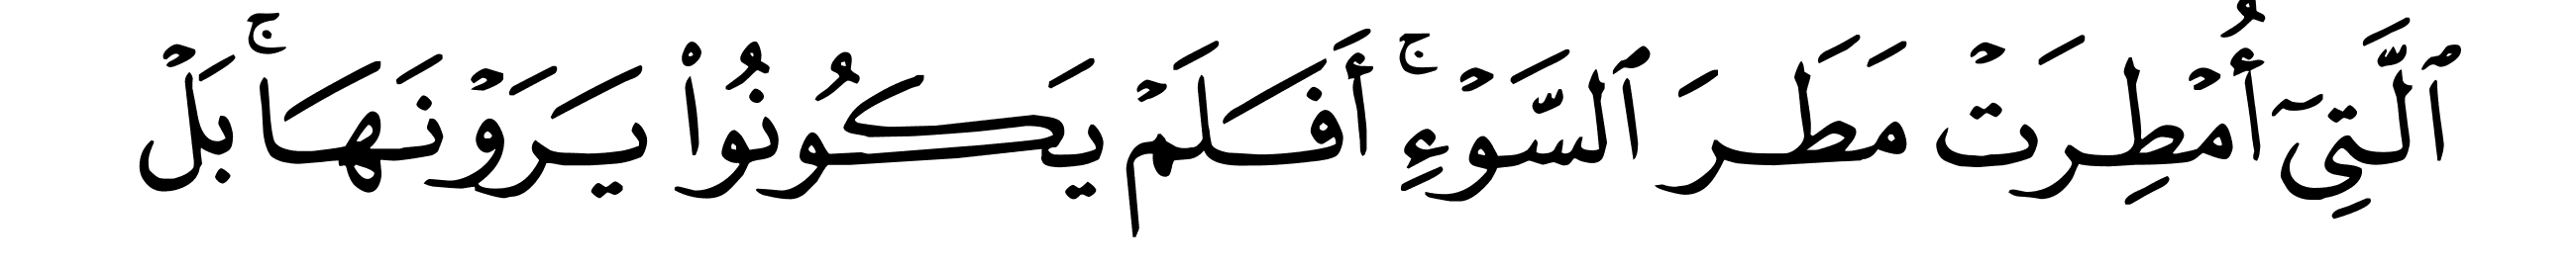 ٱلَّتِىٓ أُمْطِرَتْ مَطَرَ ٱلسَّوْءِ ۚ أَفَلَمْ يَكُونُوا۟ يَرَوْنَهَا ۚ بَلْ